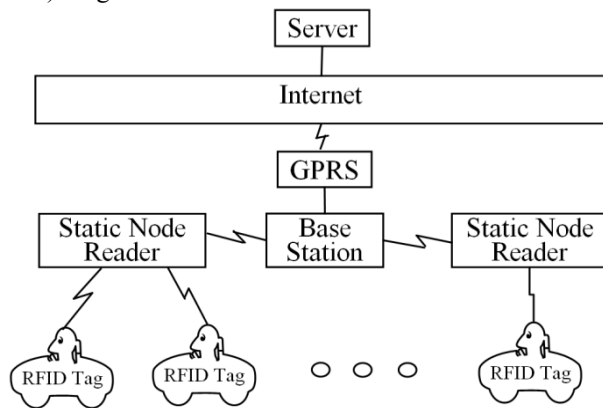 Server
Internet
GPRS
Static Node
Reader
Base
Station
Static Node
Reader
RFID Tag
RFID Tag
RFID Tag